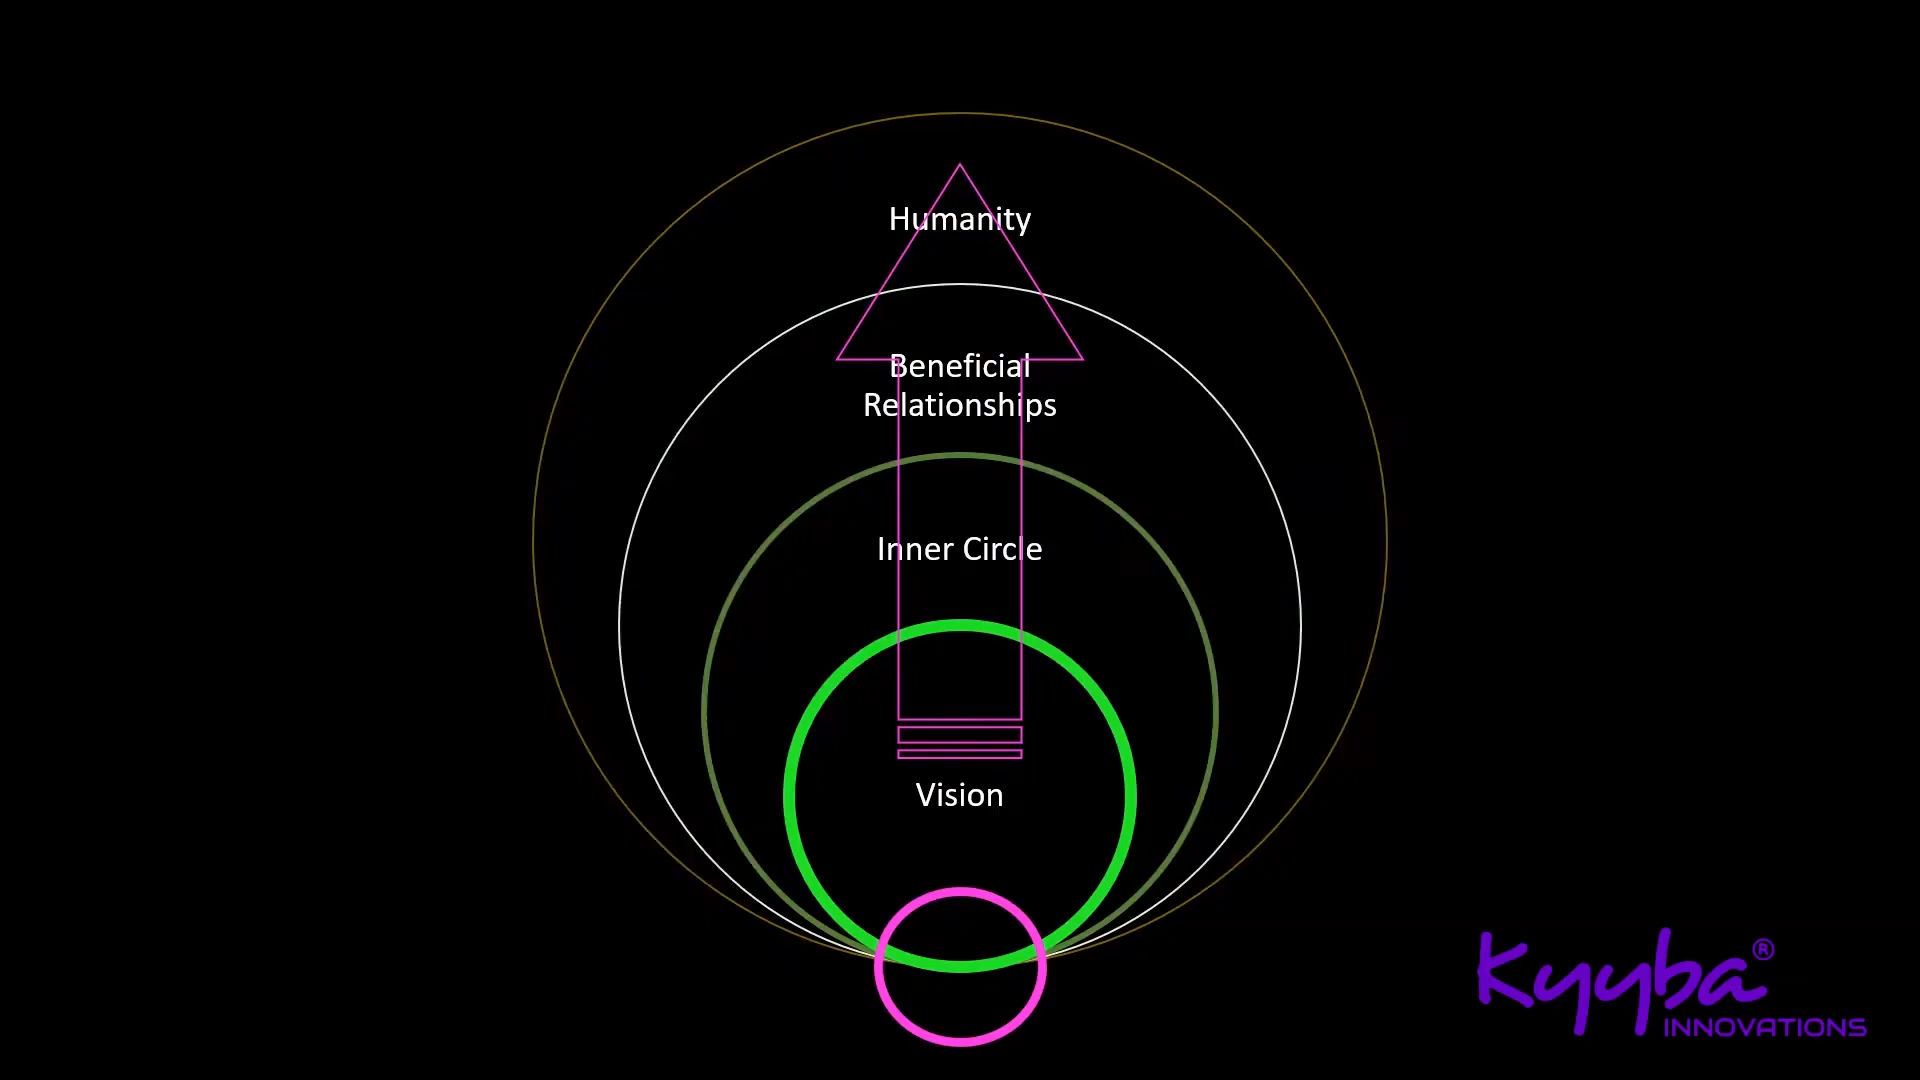 Humanity
Beneficial
Relationships
Inner Circle
Vision
Kyyba®
INNOVATIONS